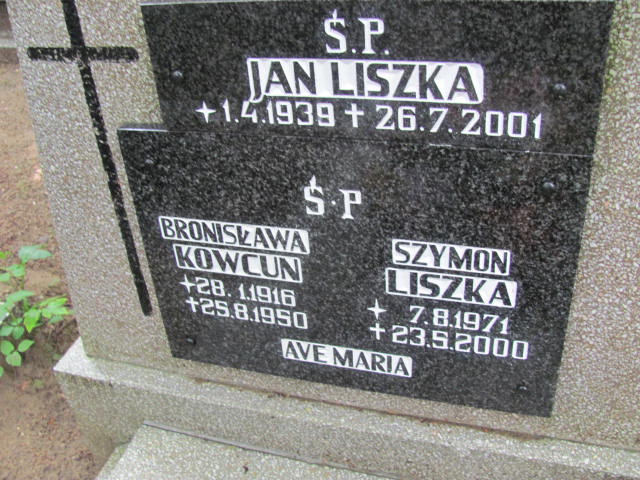 Ś.P.
JAN LISZKA
1.4.1939 † 26.7.2001
Ś.P
BRONISŁAWA
KOWCUN
28.1.1916
†25.8.1950
SZYMON
LISZKA
7.8.1971
†23.5.2000
AVE MARIA